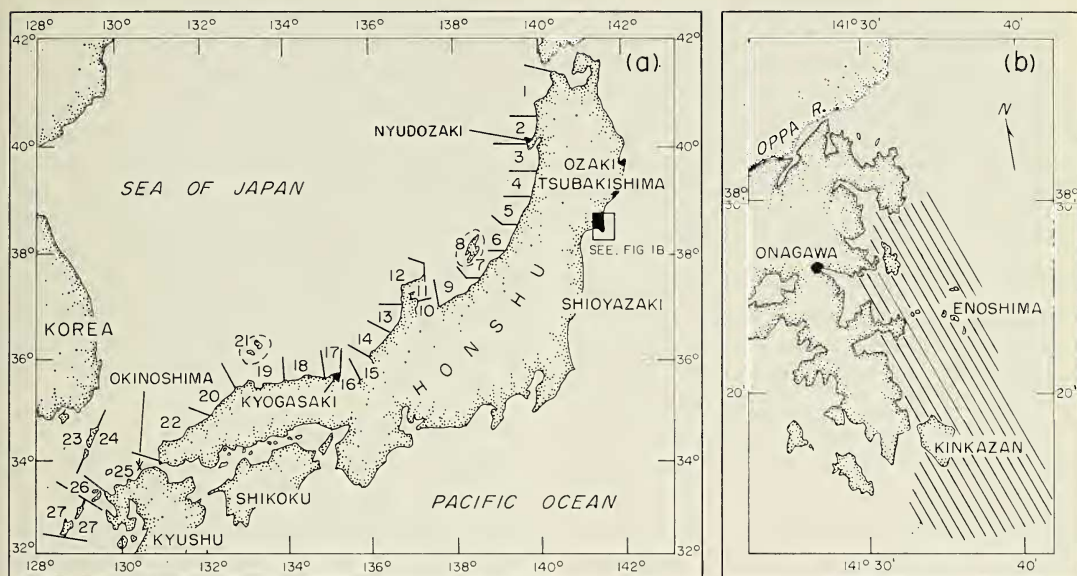 128° 130° 132° 134° 136° 138° 140° 142°
42° 42°
(a)
1
NYUDOZAKI
2
40° 40°
3
OZAKI
SEA OF JAPAN
TSUBAKISHIMA
4
5
8
6
SEE. FIG 1B
38° 38°
7
12
11
9
10
HONSHU
SHIOYAZAKI
KOREA
13
14
21
36° 36°
OKINOSHIMA
19 18 17
15
16
20
KYOGASAKI
22
23 24
34° 34°
25
26
SHIKOKU
PACIFIC OCEAN
27
27
KYUSHU
32° 32°
128° 130° 132° 134° 136° 138° 140° 142°
141° 30' 40'
(b)
OPPA R.
N
38° 30' 38° 30'
ONAGAWA
ENOSHIMA
20' 20'
KINKAZAN
141° 30' 40'